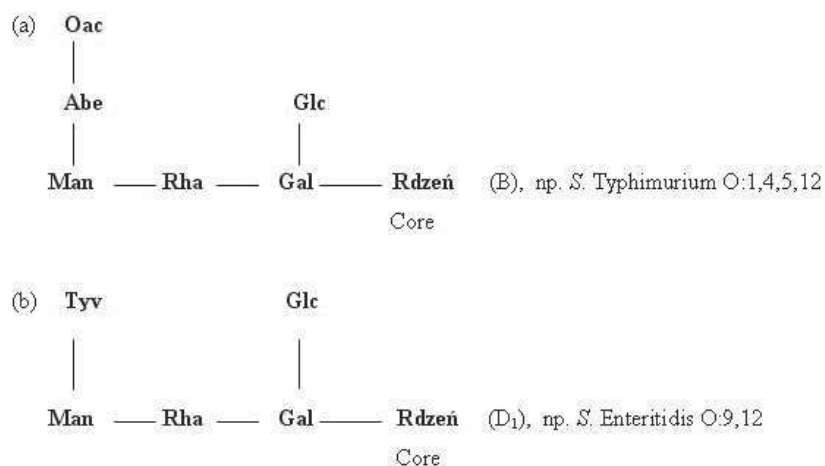 (a) Oac
Abe Glc
Man Rha Gal Rdzeń (B), np. S. Typhimurium O:1,4,5,12
Core
(b) Tyv Glc
Man Rha Gal Rdzeń (D₁), np. S. Enteritidis O:9,12
Core